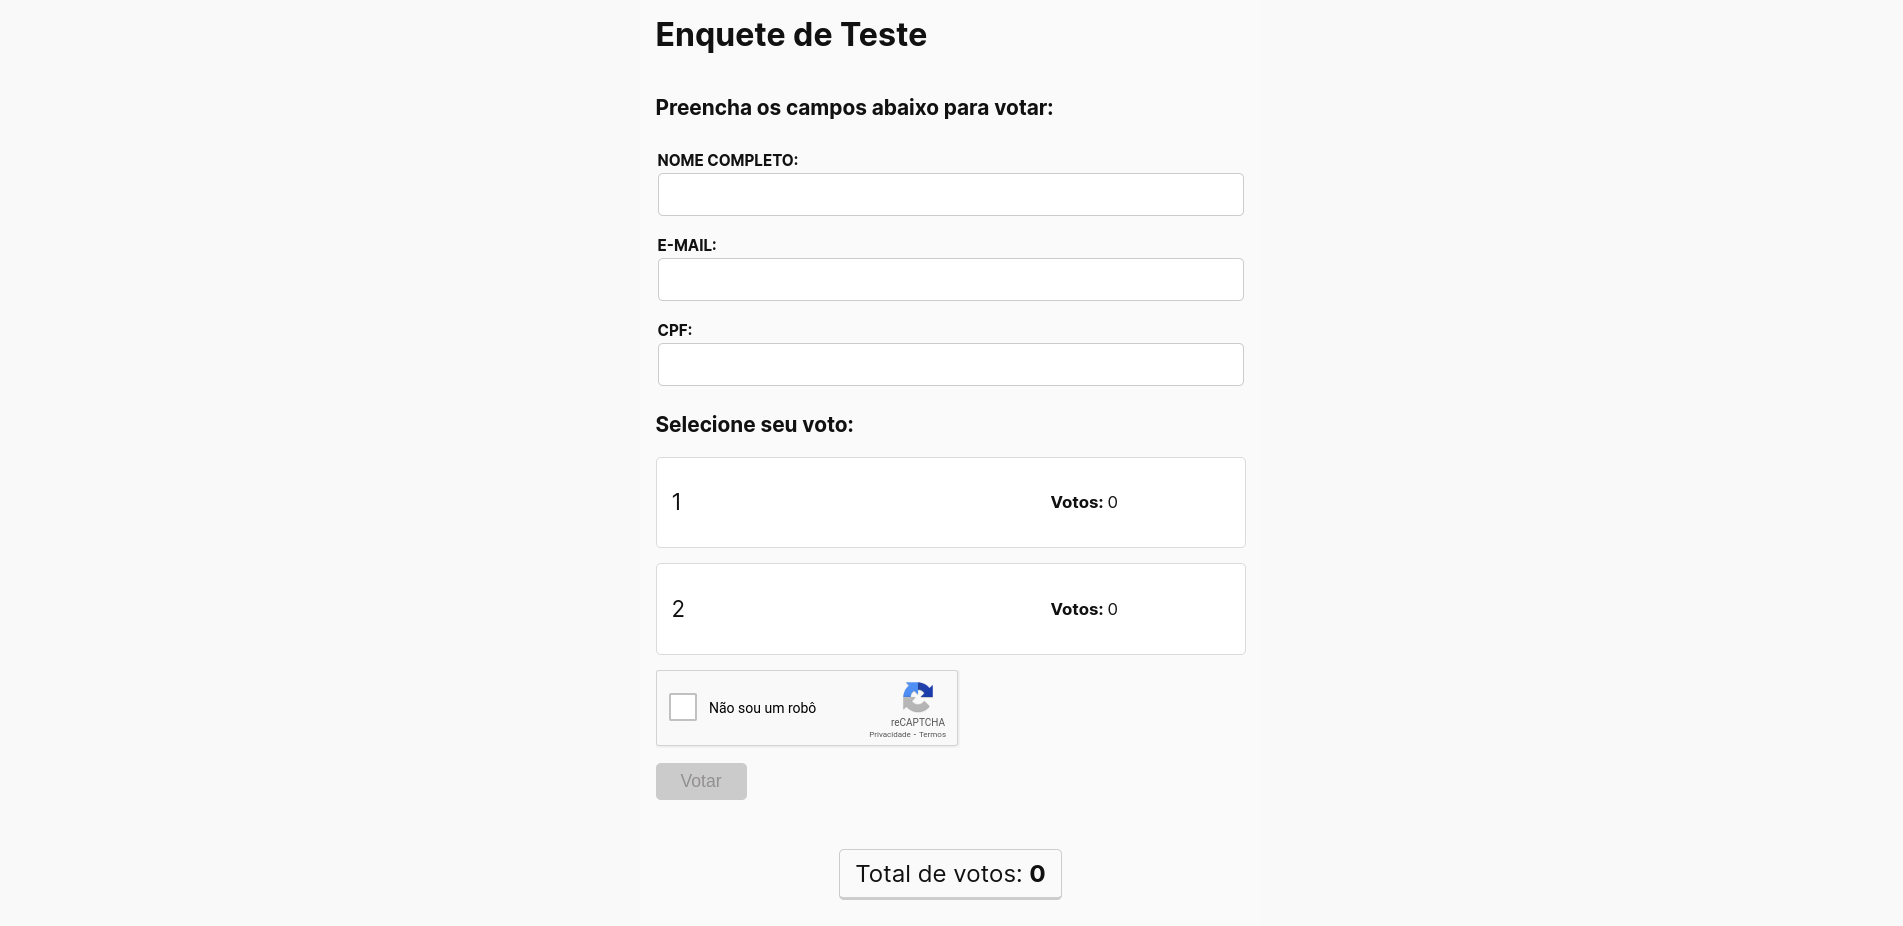 Enquete de Teste
Preencha os campos abaixo para votar:
NOME COMPLETO:
E-MAIL:
CPF:
Selecione seu voto:
1 Votos: 0
2 Votos: 0
Não sou um robô
reCAPTCHA
Privacidade - Termos
Votar
Total de votos: 0